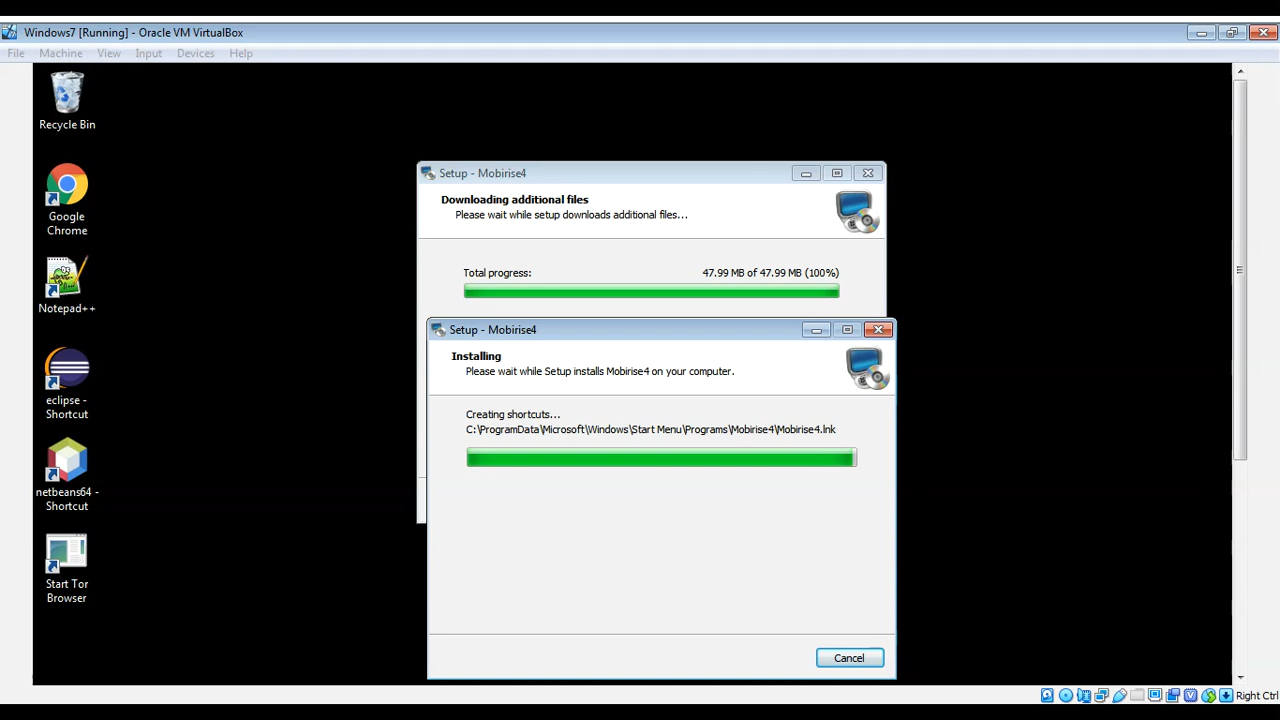 Windows7 [Running] - Oracle VM VirtualBox
File Machine View Input Devices Help
Recycle Bin
Google
Chrome
Notepad++
eclipse -
Shortcut
netbeans64 -
Shortcut
Start Tor
Browser
Setup - Mobirise4
Downloading additional files
Please wait while setup downloads additional files...
Total progress: 47.99 MB of 47.99 MB (100%)
Setup - Mobirise4
Installing
Please wait while Setup installs Mobirise4 on your computer.
Creating shortcuts...
C:\ProgramData\Microsoft\Windows\Start Menu\Programs\Mobirise4\Mobirise4.lnk
Cancel
Right Ctrl